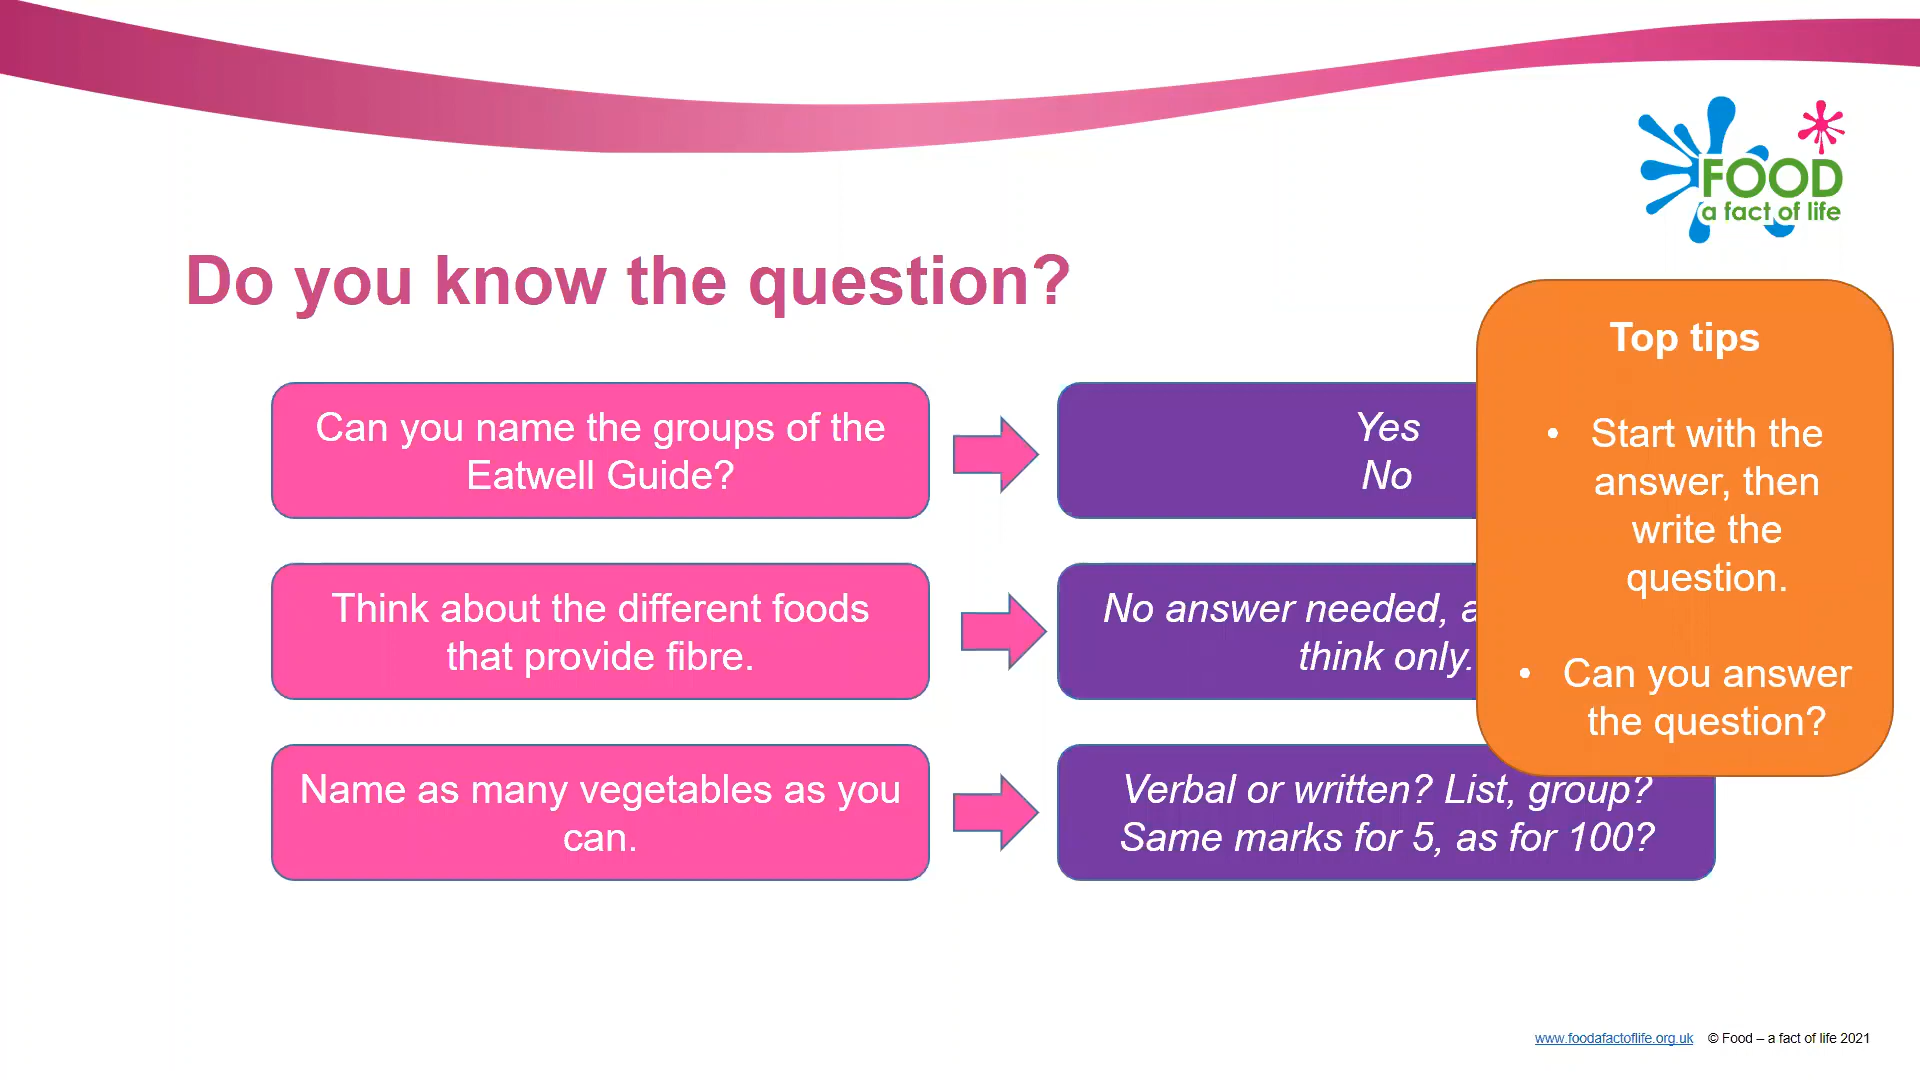 FOOD
a fact of life
Do you know the question?
Can you name the groups of the
Eatwell Guide?
Yes
No
Think about the different foods
that provide fibre.
No answer needed,
think only.
Name as many vegetables as you
can.
Verbal or written? List, group?
Same marks for 5, as for 100?
Top tips
• Start with the
answer, then
write the
question.
• Can you answer
the question?
www.foodafactoflife.org.uk © Food – a fact of life 2021